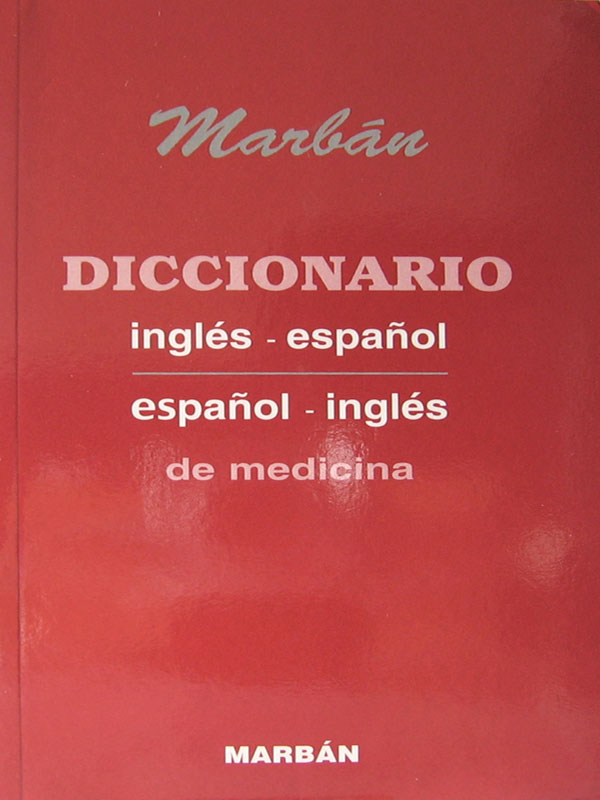 Marbán
DICCIONARIO
inglés - español
español - inglés
de medicina
MARBÁN